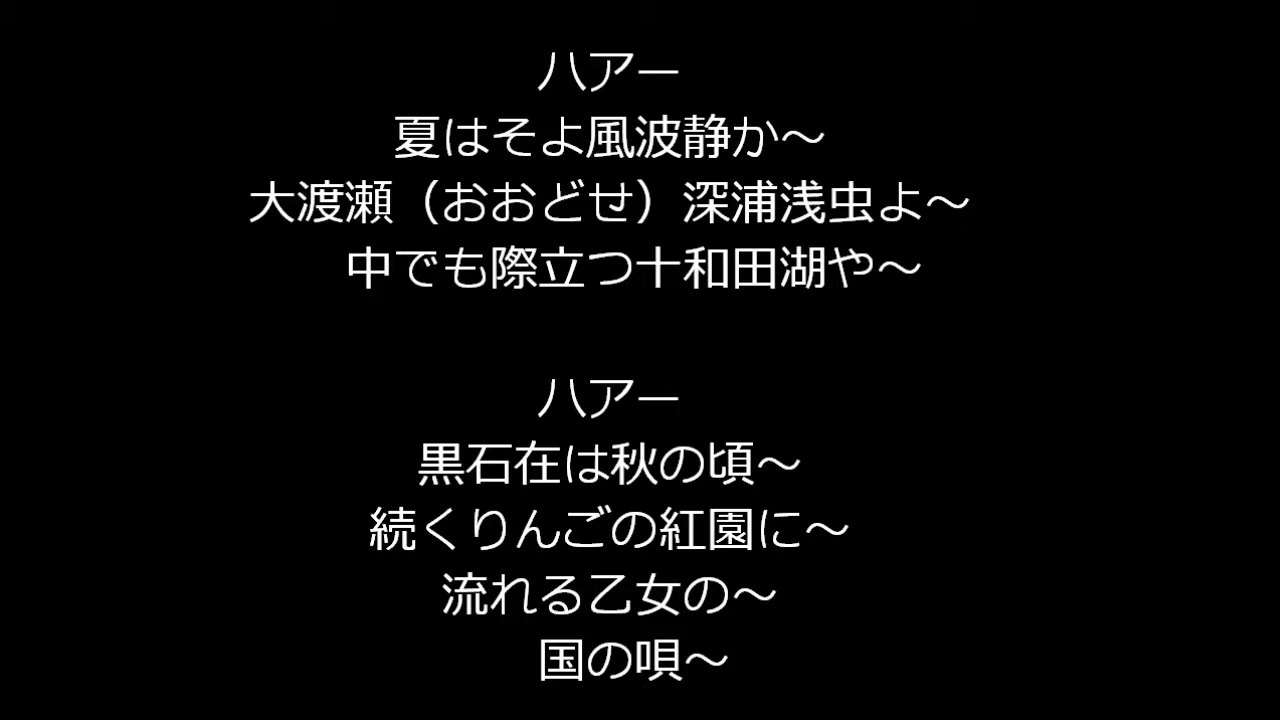 ハアー
夏はそよ風波静か～
大渡瀬（おおどせ）深浦浅虫よ～
中でも際立つ十和田湖や～
ハアー
黒石在は秋の頃～
続くりんごの紅園に～
流れる乙女の～
国の唄～